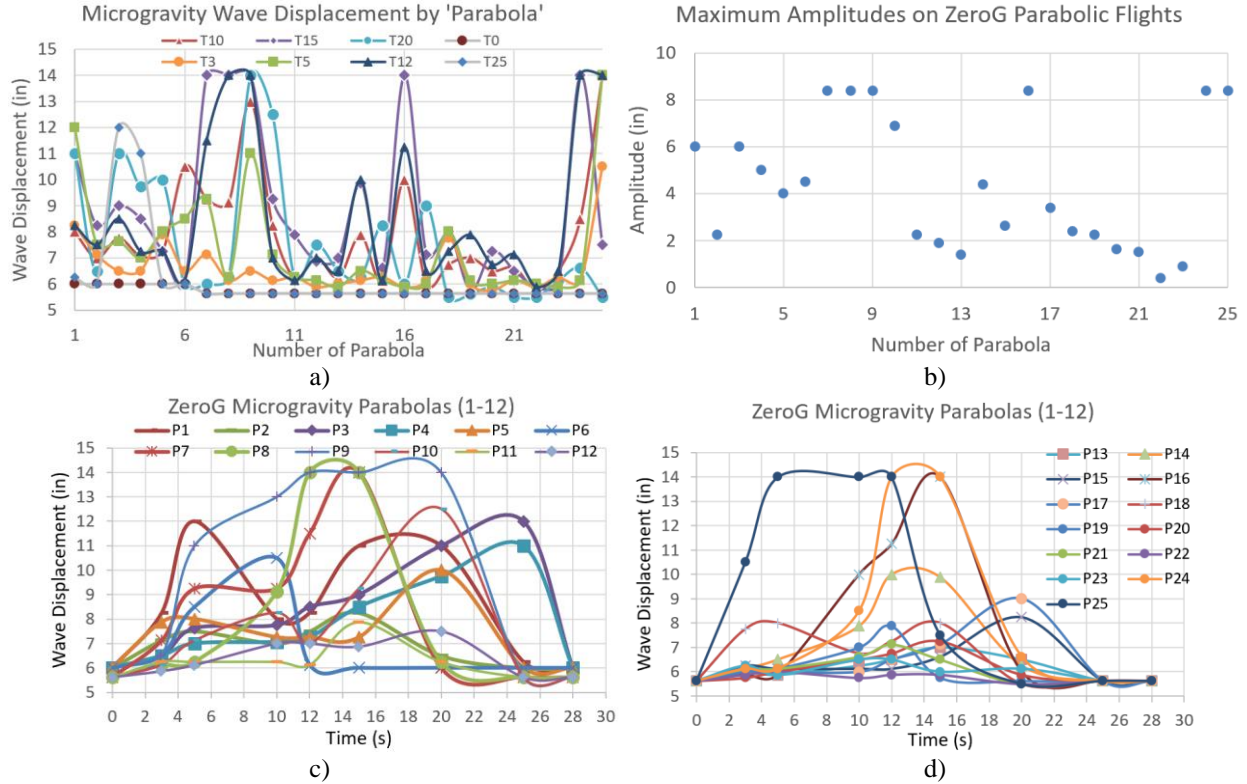 Microgravity Wave Displacement by 'Parabola'
T10 T15 T20 T0
T3 T5 T12 T25
Wave Displacement (in)
15
14
13
12
11
10
9
8
7
6
5
1 6 11 16 21
Number of Parabola
a)
Maximum Amplitudes on ZeroG Parabolic Flights
Amplitude (in)
10
8
6
4
2
0
1 5 9 13 17 21 25
Number of Parabola
b)
ZeroG Microgravity Parabolas (1-12)
P1 P2 P3 P4 P5 P6
P7 P8 P9 P10 P11 P12
Wave Displacement (in)
15
14
13
12
11
10
9
8
7
6
5
0 2 4 6 8 10 12 14 16 18 20 22 24 26 28 30
Time (s)
c)
ZeroG Microgravity Parabolas (1-12)
P13 P14
P15 P16
P17 P18
P19 P20
P21 P22
P23 P24
P25
Wave Displacement (in)
15
14
13
12
11
10
9
8
7
6
5
0 2 4 6 8 10 12 14 16 18 20 22 24 26 28 30
Time (s)
d)